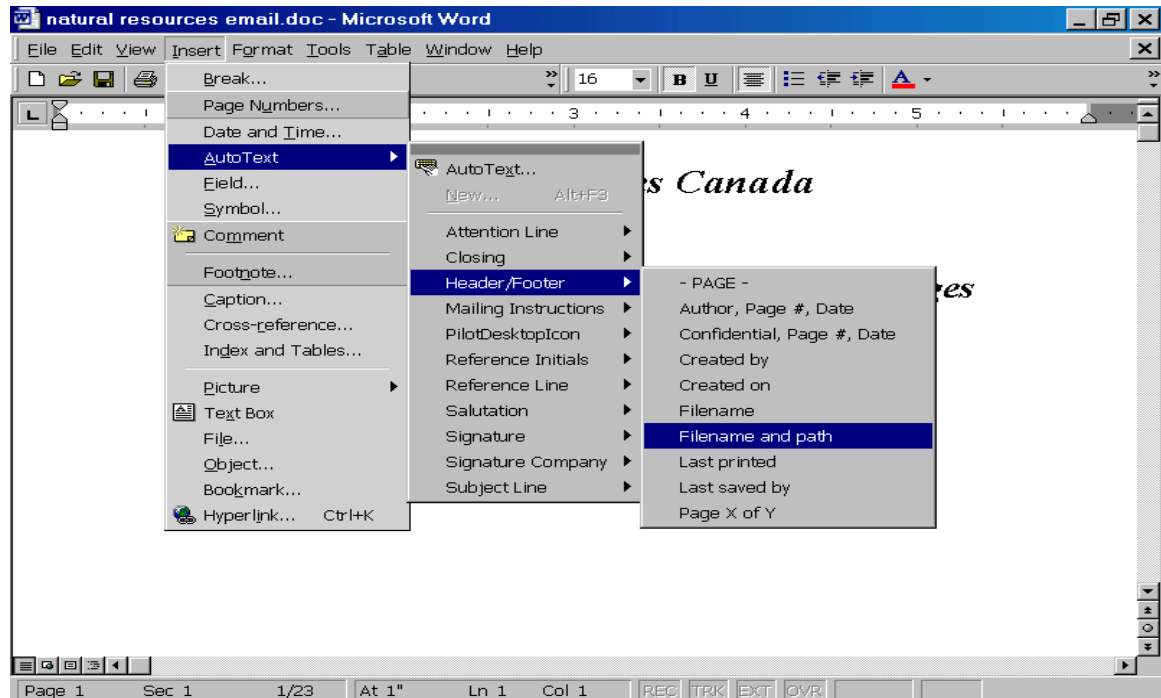 natural resources email.doc - Microsoft Word
File Edit View Insert Format Tools Table Window Help
16 B U A
Break...
Page Numbers...
3 4 5
Date and Time...
AutoText
AutoText...
s Canada
Field...
New... Alt+F3
Symbol...
Comment
Attention Line
Closing
Footnote...
Header/Footer
- PAGE -
es
Caption...
Mailing Instructions
Author, Page #, Date
Cross-reference...
PilotDesktopIcon
Confidential, Page #, Date
Index and Tables...
Reference Initials
Created by
Picture
Reference Line
Created on
Text Box
Salutation
Filename
File...
Signature
Filename and path
Object...
Signature Company
Last printed
Bookmark...
Subject Line
Last saved by
Hyperlink... Ctrl+K
Page X of Y
Page 1 Sec 1 1/23 At 1" Ln 1 Col 1 REC TRK EXT OVR